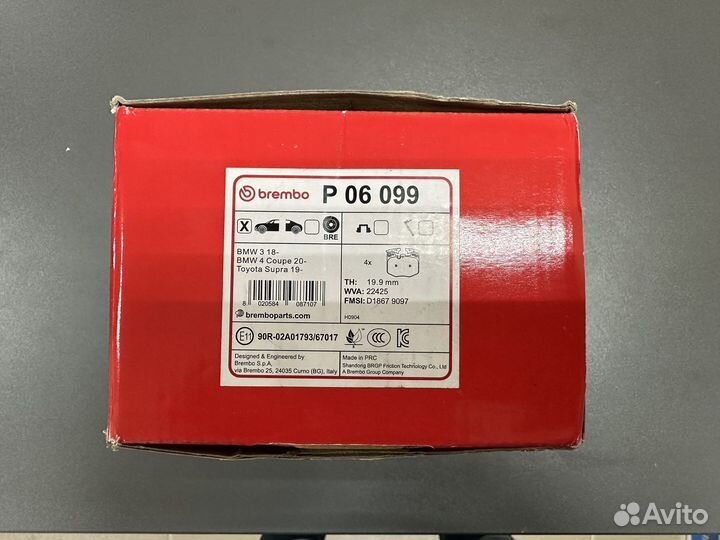 brembo P 06 099
X
BRE
BMW 3 18-
BMW 4 Coupe 20-
Toyota Supra 19-
4x
TH: 19.9 mm
WVA: 22425
FMSI: D1867 9097
8 020584 087107
bremboparts.com
H0904
E11 90R-02A01793/67017
CCC
Designed & Engineered by
Brembo S.p.A.
via Brembo 25, 24035 Curno (BG), Italy
Made in PRC
Shandong BRGP Friction Technology Co., Ltd
A Brembo Group Company
Avito